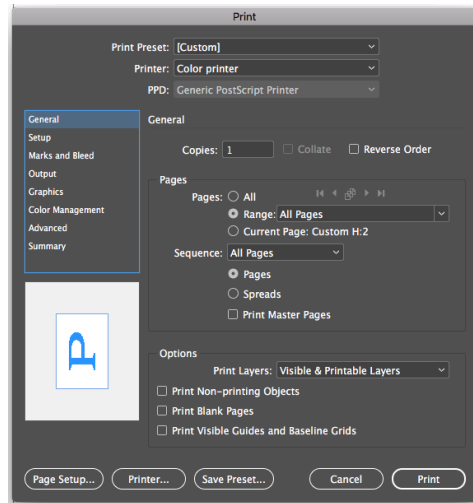 Print
Print Preset: [Custom]
Printer: Color printer
PPD: Generic PostScript Printer
General
Setup
Marks and Bleed
Output
Graphics
Color Management
Advanced
Summary
P
General
Copies: 1 Collate Reverse Order
Pages
Pages: All
Range: All Pages
Current Page: Custom H:2
Sequence: All Pages
Pages
Spreads
Print Master Pages
Options
Print Layers: Visible & Printable Layers
Print Non-printing Objects
Print Blank Pages
Print Visible Guides and Baseline Grids
Page Setup... Printer... Save Preset... Cancel Print